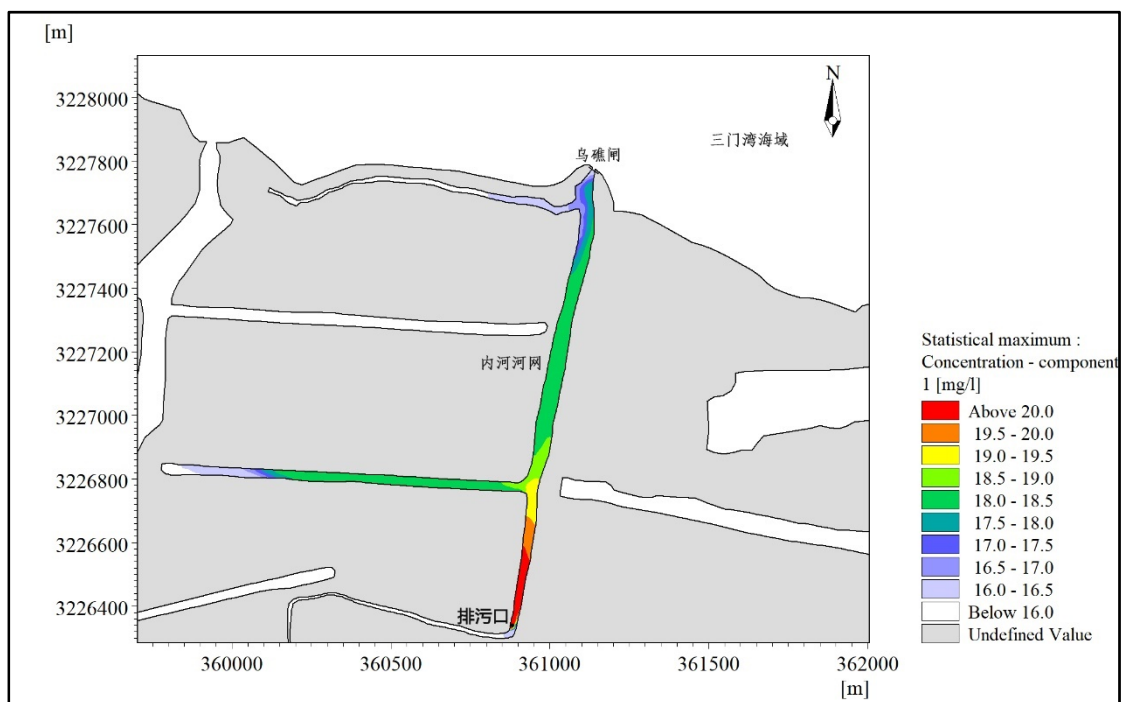 [m]
N
3228000
三门湾海域
乌礁闸
3227800
3227600
3227400
3227200
内河河网
3227000
3226800
3226600
3226400
排污口
360000
360500
361000
361500
362000
[m]
Statistical maximum :
Concentration - component
1 [mg/l]
Above 20.0
19.5 - 20.0
19.0 - 19.5
18.5 - 19.0
18.0 - 18.5
17.5 - 18.0
17.0 - 17.5
16.5 - 17.0
16.0 - 16.5
Below 16.0
Undefined Value